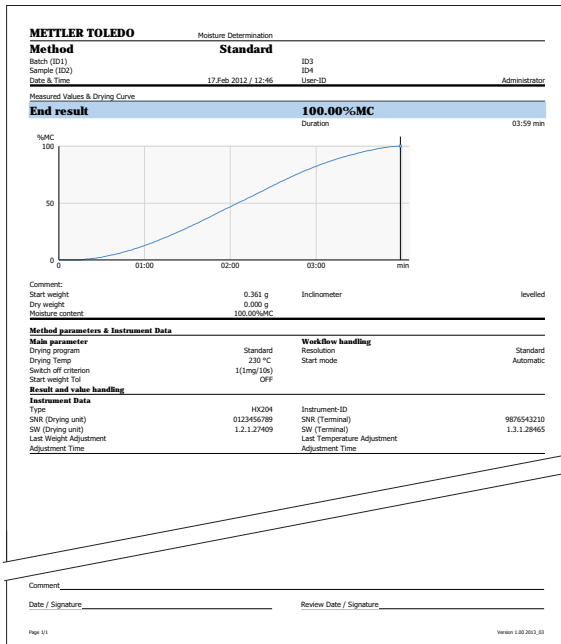 METTLER TOLEDO Moisture Determination
Method Standard
Batch (ID1) ID3
Sample (ID2) ID4
Date & Time 17.Feb 2012 / 12:46 User-ID Administrator
Measured Values & Drying Curve
End result 100.00%MC
Duration 03:59 min
%MC
100
50
0
0 01:00 02:00 03:00 min
Comment:
Start weight 0.361 g Inclinometer levelled
Dry weight 0.000 g
Moisture content 100.00%MC
Method parameters & Instrument Data
Main parameter Workflow handling
Drying program Standard Resolution Standard
Drying Temp 230 °C Start mode Automatic
Switch off criterion 1(1mg/10s)
Start weight Tol OFF
Result and value handling
Instrument Data
Type HX204 Instrument-ID
SNR (Drying unit) 0123456789 SNR (Terminal) 9876543210
SW (Drying unit) 1.2.1.27409 SW (Terminal) 1.3.1.28465
Last Weight Adjustment Last Temperature Adjustment
Adjustment Time Adjustment Time
Comment
Date / Signature Review Date / Signature
Page 1/1 Version 1.00 2013_03